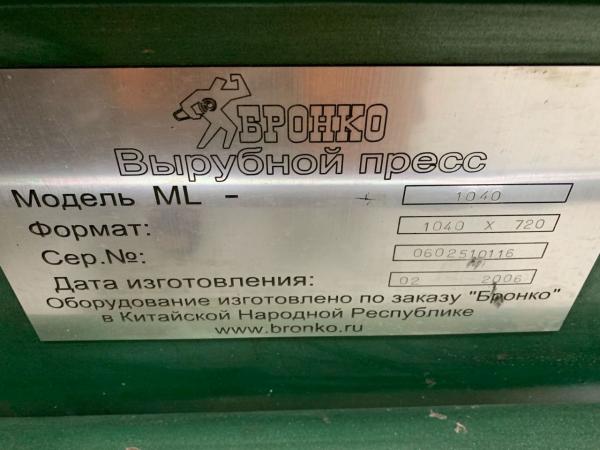 БРОНКО
Вырубной пресс
Модель ML - 1040
Формат: 1040 X 720
Сер.№: 0602510116
Дата изготовления: 02 2006
Оборудование изготовлено по заказу "Бронко"
в Китайской Народной Республике
www.bronko.ru